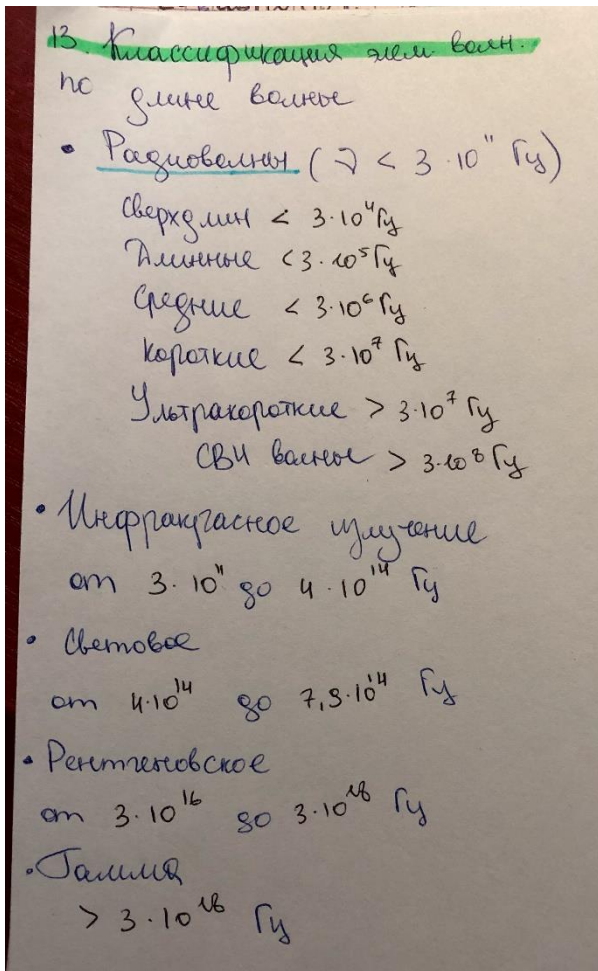 13. Классификация элем. волн.
по длине волны
• Радиоволны (ν < 3·10¹¹ Гц)
Сверхдлин < 3·10⁴ Гц
Длинные < 3·10⁵ Гц
Средние < 3·10⁶ Гц
Короткие < 3·10⁷ Гц
Ультракороткие > 3·10⁷ Гц
СВЧ волны > 3·10⁸ Гц
• Инфракрасное излучение
от 3·10¹¹ до 4·10¹⁴ Гц
• Световое
от 4·10¹⁴ до 7,9·10¹⁴ Гц
• Рентгеновское
от 3·10¹⁶ до 3·10¹⁸ Гц
• Гамма
> 3·10¹⁸ Гц